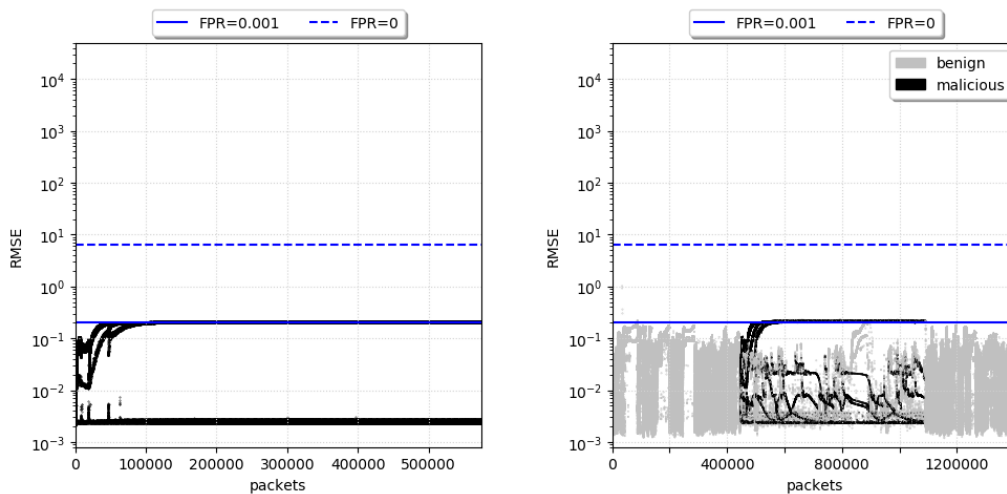 FPR=0.001 FPR=0
RMSE
10^4
10^3
10^2
10^1
10^0
10^-1
10^-2
10^-3
0 100000 200000 300000 400000 500000
packets
FPR=0.001 FPR=0
benign
malicious
RMSE
10^4
10^3
10^2
10^1
10^0
10^-1
10^-2
10^-3
0 400000 800000 1200000
packets